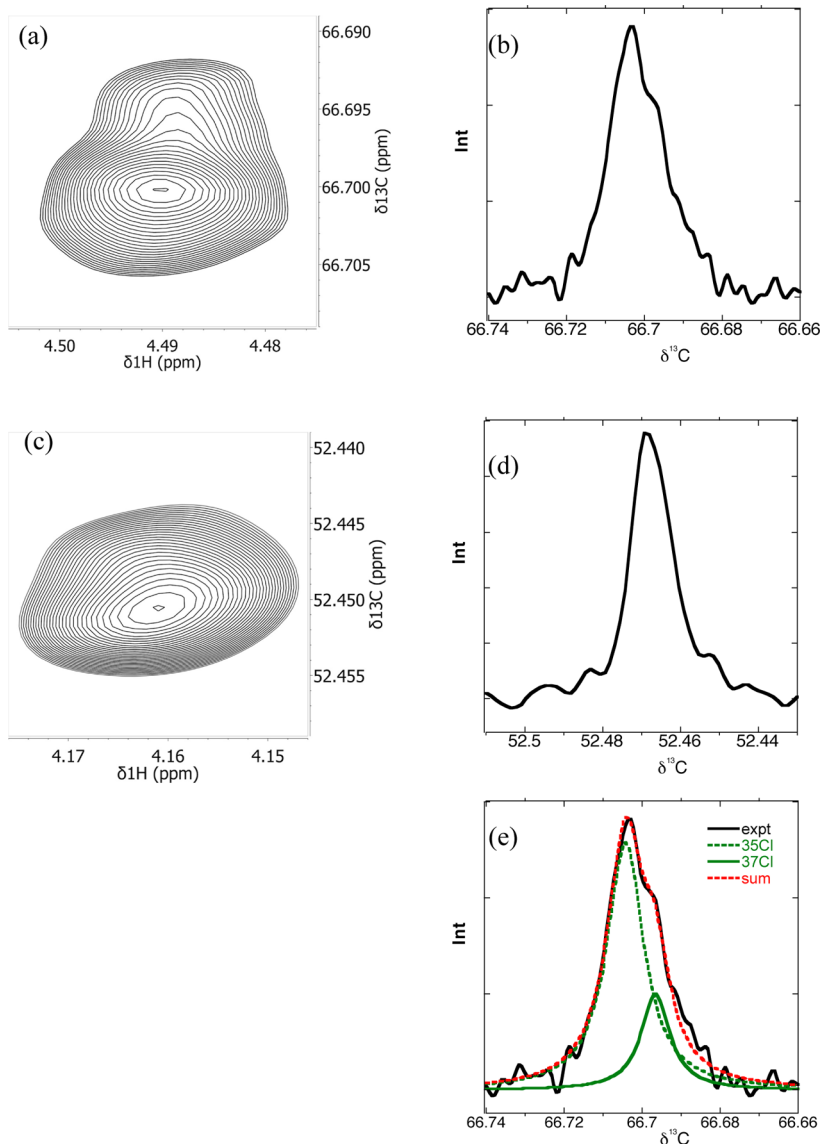 (a)
66.690
66.695
66.700
66.705
δ13C (ppm)
4.50 4.49 4.48
δ1H (ppm)
(b)
Int
66.74 66.72 66.7 66.68 66.66
δ ¹³C
(c)
52.440
52.445
52.450
52.455
δ13C (ppm)
4.17 4.16 4.15
δ1H (ppm)
(d)
Int
52.5 52.48 52.46 52.44
δ ¹³C
(e)
expt
35Cl
37Cl
sum
Int
66.74 66.72 66.7 66.68 66.66
δ ¹³C